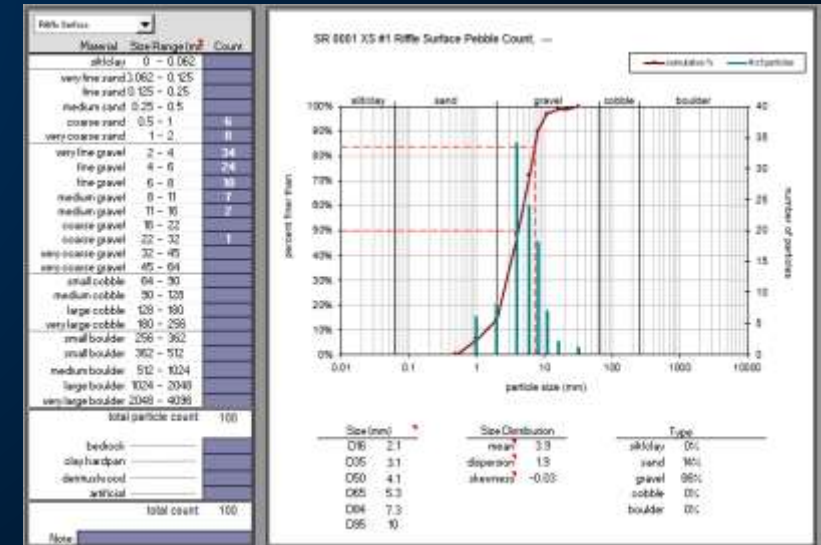 Riffle Surface
Material Size Range (mm) Count
silt/clay 0 - 0.062
very fine sand 0.062 - 0.125
fine sand 0.125 - 0.25
medium sand 0.25 - 0.5
coarse sand 0.5 - 1 6
very coarse sand 1 - 2 8
very fine gravel 2 - 4 34
fine gravel 4 - 6 24
fine gravel 6 - 8 18
medium gravel 8 - 11 7
medium gravel 11 - 16 2
coarse gravel 16 - 22
coarse gravel 22 - 32 1
very coarse gravel 32 - 45
very coarse gravel 45 - 64
small cobble 64 - 90
medium cobble 90 - 128
large cobble 128 - 180
very large cobble 180 - 256
small boulder 256 - 362
small boulder 362 - 512
medium boulder 512 - 1024
large boulder 1024 - 2048
very large boulder 2048 - 4096
total particle count 100
bedrock
clay hardpan
detritus/wood
artificial
total count 100
Note
SR 0001 XS #1 Riffle Surface Pebble Count, ---
cumulative % # of particles
silt/clay sand gravel cobble boulder
100%
90%
80%
70%
60%
50%
40%
30%
20%
10%
0%
percent finer than
40
35
30
25
20
15
10
5
0
number of particles
0.01 0.1 1 10 100 1000 10000
particle size (mm)
Size (mm)
D16 2.1
D35 3.1
D50 4.1
D65 5.3
D84 7.3
D95 10
Size Distribution
mean 3.9
dispersion 1.9
skewness -0.03
Type
silt/clay 0%
sand 14%
gravel 86%
cobble 0%
boulder 0%